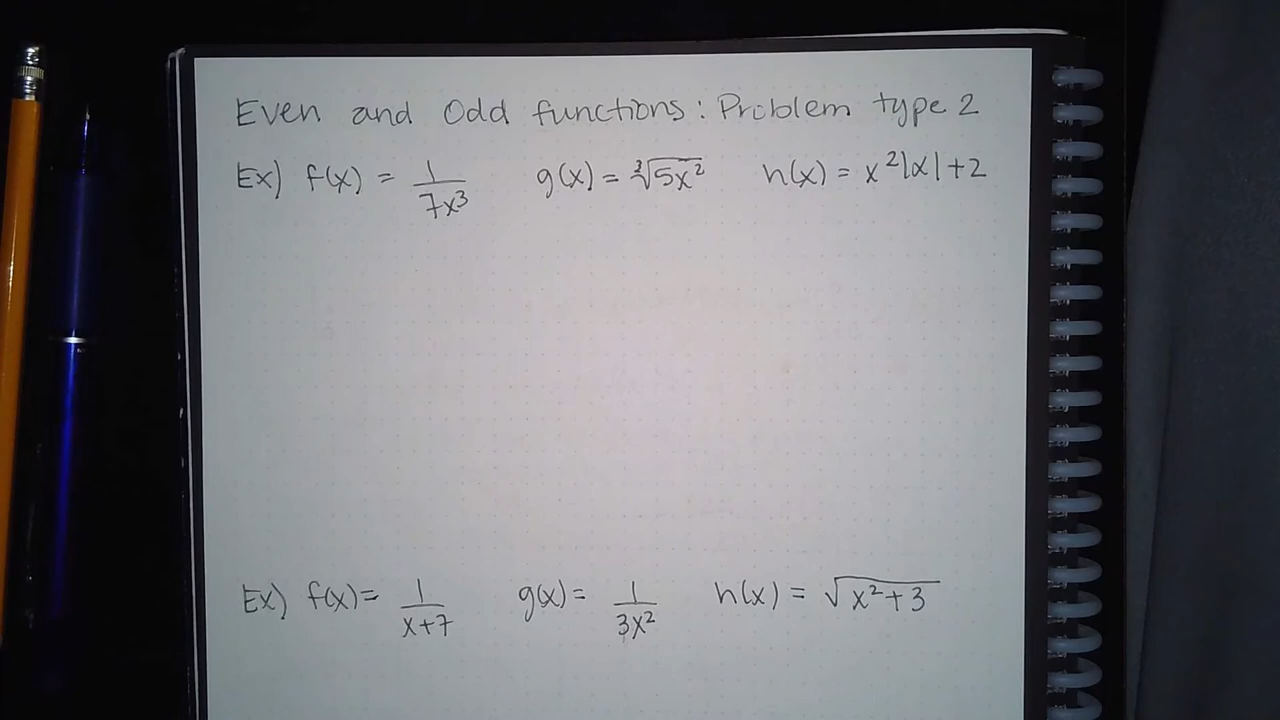 Even and Odd functions: Problem type 2
Ex) f(x) = 1/7x³ g(x) = ∛5x² h(x) = x²|x|+2
Ex) f(x) = 1/x+7 g(x) = 1/3x² h(x) = √x²+3